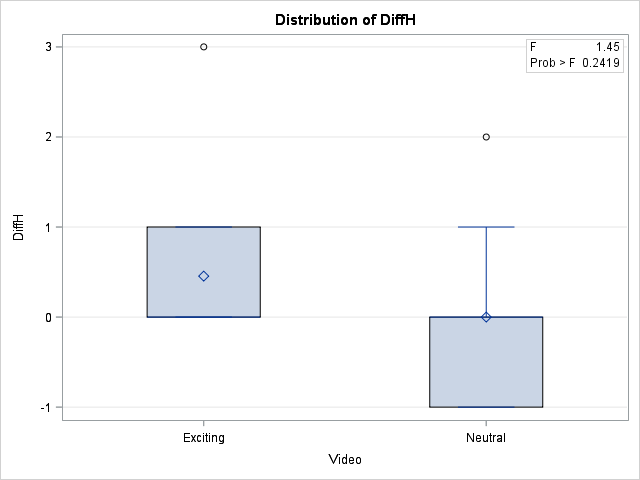 Distribution of DiffH
F 1.45
Prob > F 0.2419
3
2
1
0
-1
DiffH
Exciting Neutral
Video